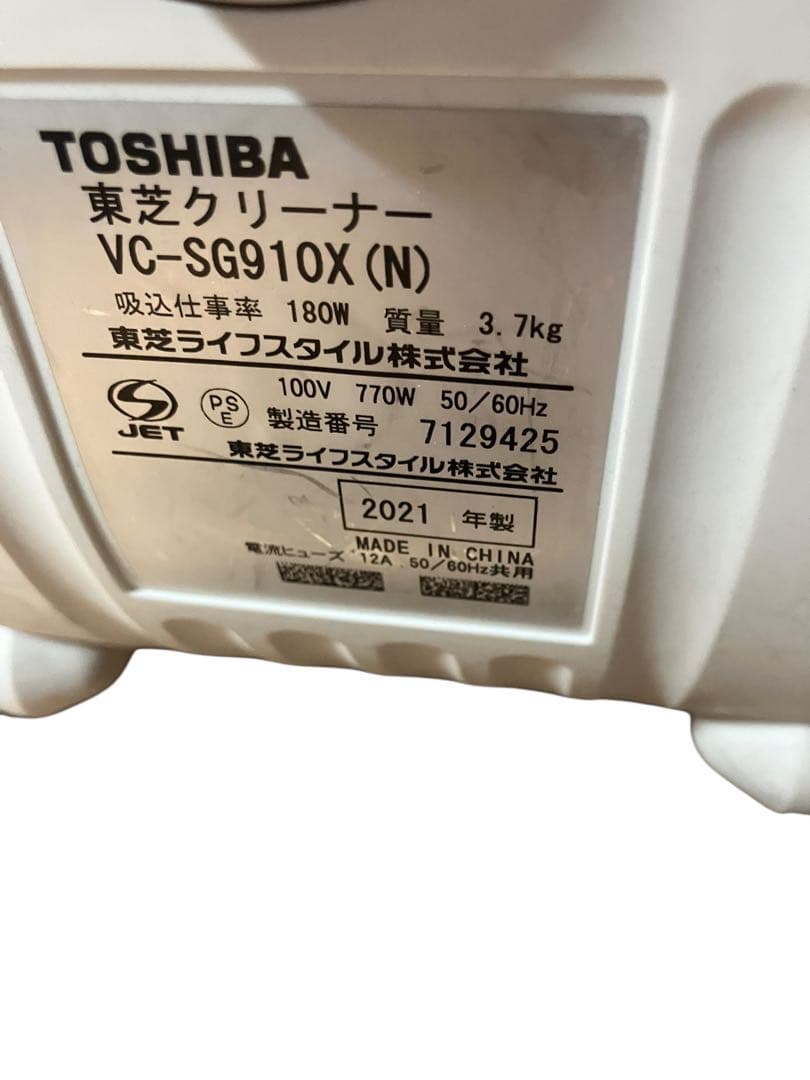 TOSHIBA
東芝クリーナー
VC-SG910X(N)
吸込仕事率 180W 質量 3.7kg
東芝ライフスタイル株式会社
100V 770W 50/60Hz
JET PSE 製造番号 7129425
東芝ライフスタイル株式会社
2021 年製
MADE IN CHINA
電流ヒューズ 12A 50/60Hz共用